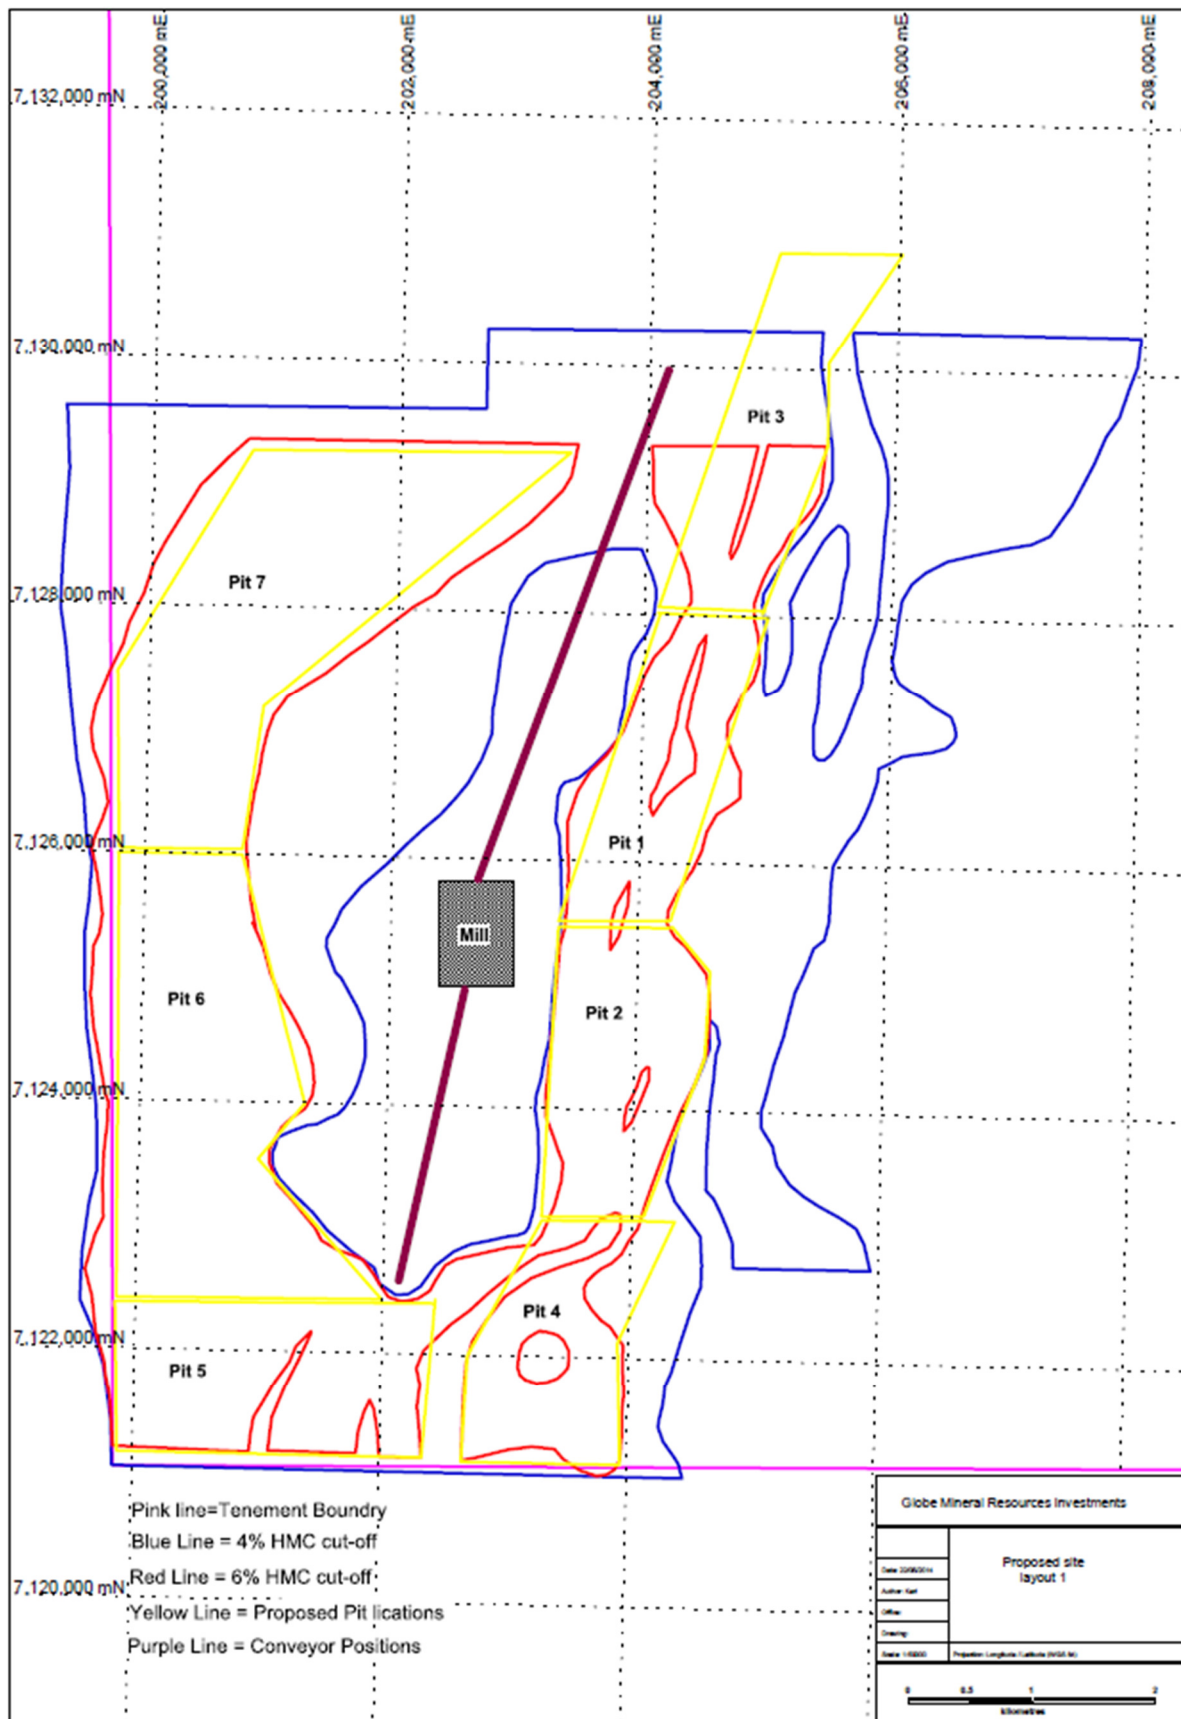 200,000 mE
202,000 mE
204,000 mE
206,000 mE
208,000 mE
7,132,000 mN
7,130,000 mN
Pit 3
Pit 7
7,128,000 mN
Pit 1
7,126,000 mN
Mill
Pit 6
Pit 2
7,124,000 mN
Pit 4
7,122,000 mN
Pit 5
Pink line=Tenement Boundry
Blue Line = 4% HMC cut-off
Red Line = 6% HMC cut-off
7,120,000 mN
Yellow Line = Proposed Pit lications
Purple Line = Conveyor Positions
Globe Mineral Resources Investments
Proposed site
layout 1
Author: Karl
Office:
Drawing:
0 0.5 1 2
kilometres